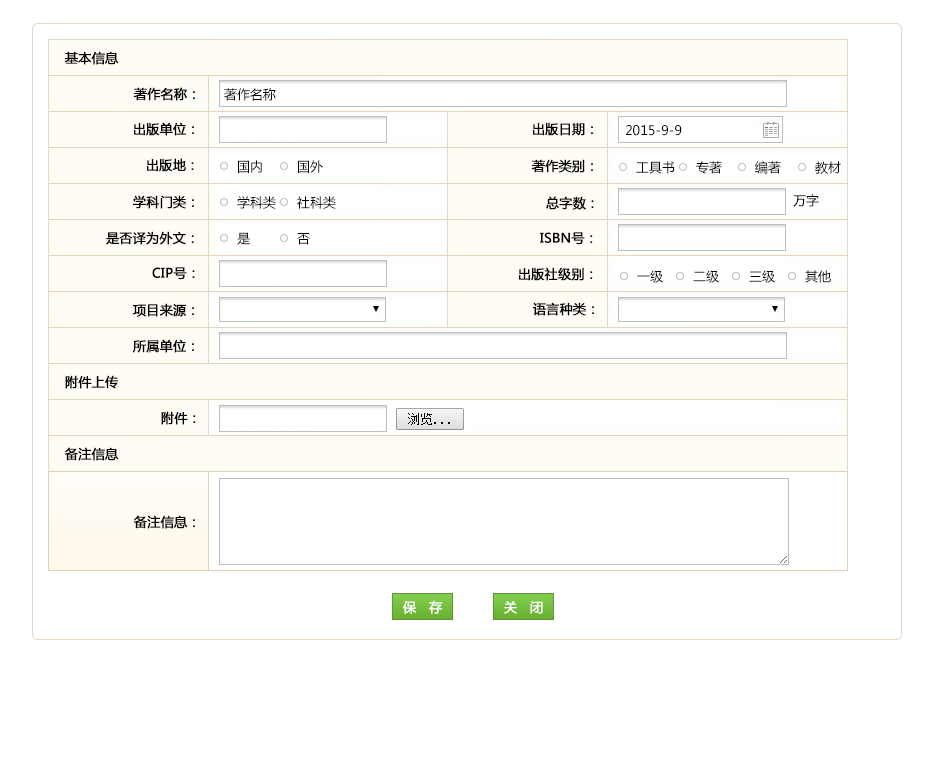 基本信息
著作名称： 著作名称
出版单位： 出版日期： 2015-9-9
出版地： 国内 国外 著作类别： 工具书 专著 编著 教材
学科门类： 学科类 社科类 总字数： 万字
是否译为外文： 是 否 ISBN号：
CIP号： 出版社级别： 一级 二级 三级 其他
项目来源： 语言种类：
所属单位：
附件上传
附件： 浏览...
备注信息
备注信息：
保 存 关 闭